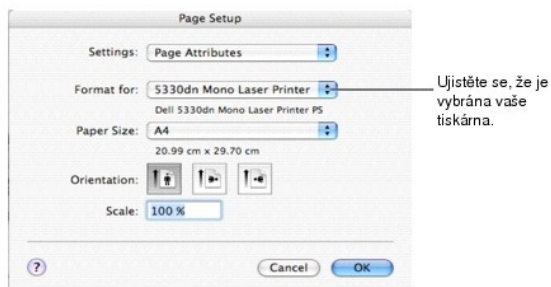 Page Setup
Settings: Page Attributes
Format for: 5330dn Mono Laser Printer
Dell 5330dn Mono Laser Printer PS
Ujistěte se, že je
vybrána vaše
tiskárna.
Paper Size: A4
20.99 cm x 29.70 cm
Orientation:
Scale: 100 %
? Cancel OK